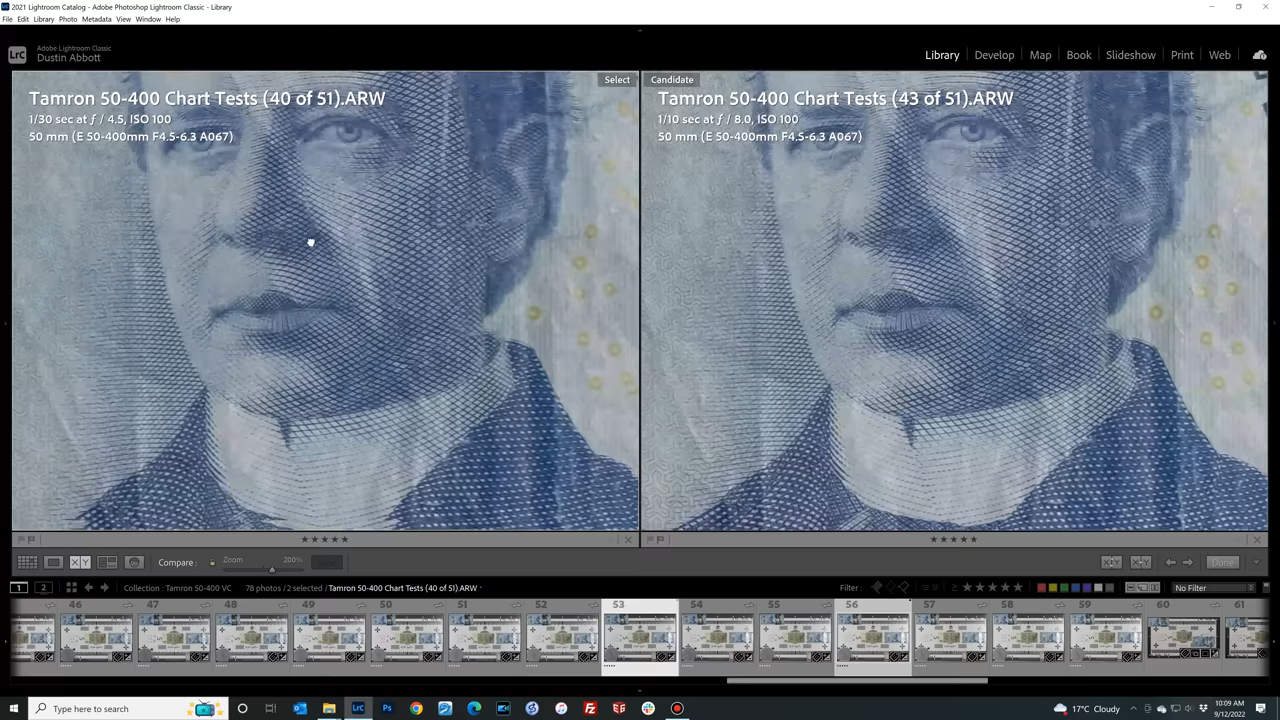 2021 Lightroom Catalog - Adobe Photoshop Lightroom Classic - Library
File Edit Library Photo Metadata View Window Help
LrC
Adobe Lightroom Classic
Dustin Abbott
Library | Develop | Map | Book | Slideshow | Print | Web
Select
Tamron 50-400 Chart Tests (40 of 51).ARW
1/30 sec at ƒ / 4.5, ISO 100
50 mm (E 50-400mm F4.5-6.3 A067)
Candidate
Tamron 50-400 Chart Tests (43 of 51).ARW
1/10 sec at ƒ / 8.0, ISO 100
50 mm (E 50-400mm F4.5-6.3 A067)
XY Compare : Zoom 200% Done
1 2 Collection : Tamron 50-400 VC 78 photos / 2 selected / Tamron 50-400 Chart Tests (40 of 51).ARW Filter : No Filter
46 47 48 49 50 51 52 53 54 55 56 57 58 59 60 61
Type here to search
LrC
Ps
17°C Cloudy
10:09 AM
9/12/2022